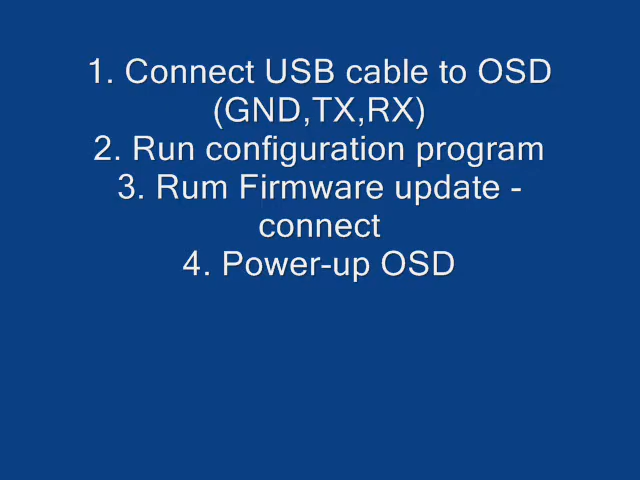 1. Connect USB cable to OSD
(GND,TX,RX)
2. Run configuration program
3. Rum Firmware update -
connect
4. Power-up OSD